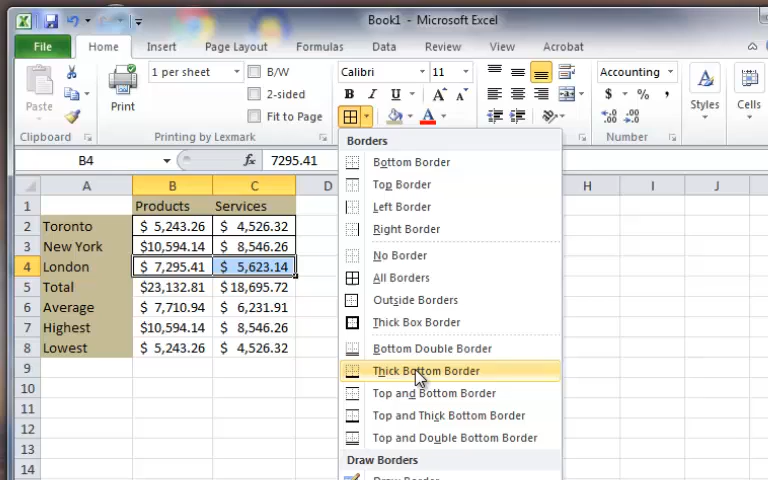 Book1 - Microsoft Excel
File Home Insert Page Layout Formulas Data Review View Acrobat
Paste
Clipboard
Print
1 per sheet
B/W
2-sided
Fit to Page
Printing by Lexmark
Calibri 11
B I U A A
A
Accounting
$ % ,
Number
Styles
Cells
B4 fx 7295.41
A B C D H I J
1 Products Services
2 Toronto $ 5,243.26 $ 4,526.32
3 New York $10,594.14 $ 8,546.26
4 London $ 7,295.41 $ 5,623.14
5 Total $23,132.81 $18,695.72
6 Average $ 7,710.94 $ 6,231.91
7 Highest $10,594.14 $ 8,546.26
8 Lowest $ 5,243.26 $ 4,526.32
9
10
11
12
13
14
Borders
Bottom Border
Top Border
Left Border
Right Border
No Border
All Borders
Outside Borders
Thick Box Border
Bottom Double Border
Thick Bottom Border
Top and Bottom Border
Top and Thick Bottom Border
Top and Double Bottom Border
Draw Borders